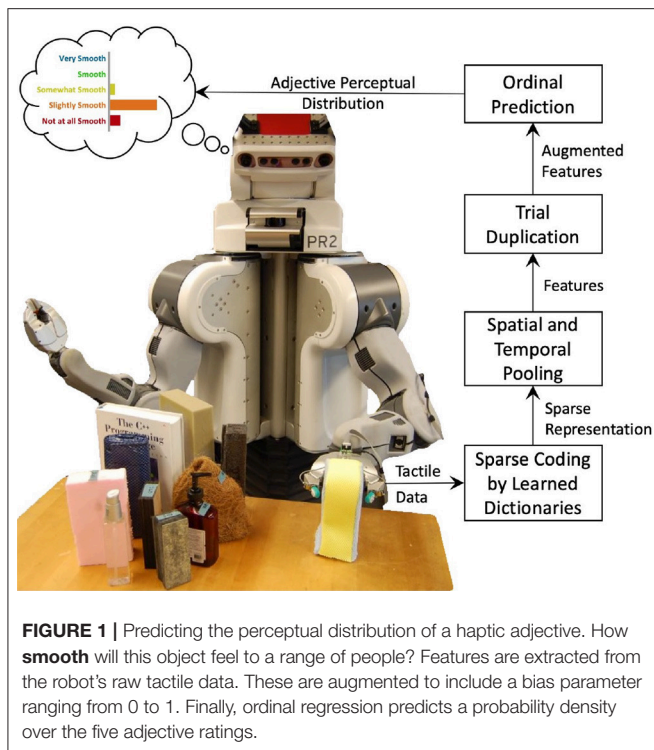 Very Smooth
Smooth
Somewhat Smooth
Slightly Smooth
Not at all Smooth
Adjective Perceptual
Distribution
Ordinal
Prediction
Augmented
Features
Trial
Duplication
Features
Spatial and
Temporal
Pooling
Sparse
Representation
Sparse Coding
by Learned
Dictionaries
Tactile
Data
PR2
The C++
Programming
FIGURE 1 | Predicting the perceptual distribution of a haptic adjective. How
smooth will this object feel to a range of people? Features are extracted from
the robot's raw tactile data. These are augmented to include a bias parameter
ranging from 0 to 1. Finally, ordinal regression predicts a probability density
over the five adjective ratings.